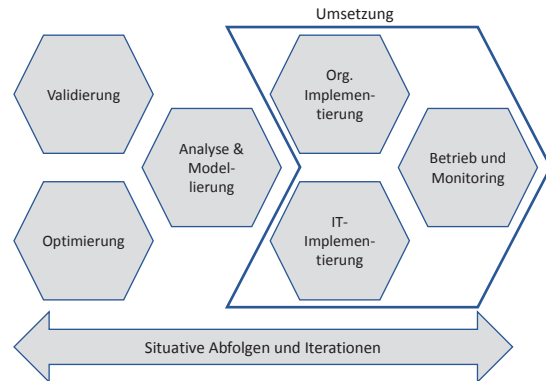 Umsetzung
Validierung
Org.
Implemen-
tierung
Analyse &
Model-
lierung
Betrieb und
Monitoring
Optimierung
IT-
Implemen-
tierung
Situative Abfolgen und Iterationen